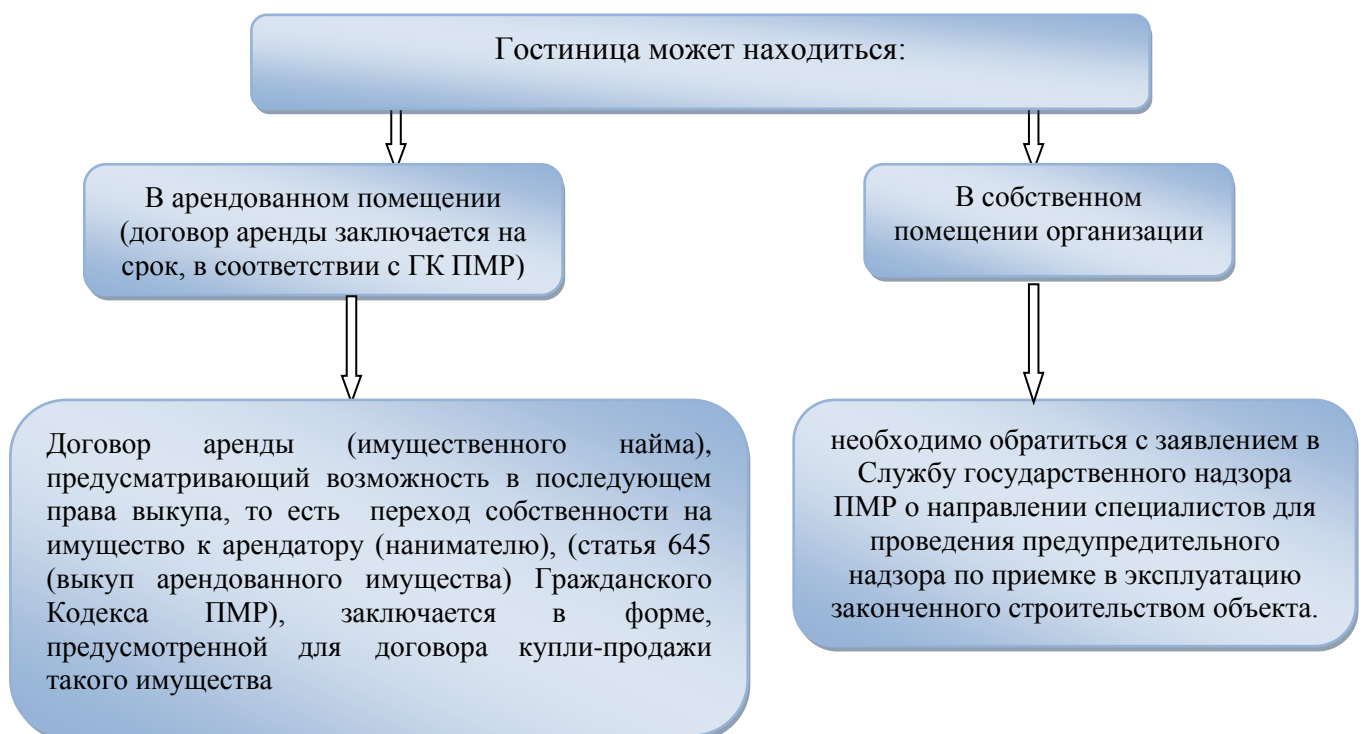 Гостиница может находиться:
В арендованном помещении
(договор аренды заключается на
срок, в соответствии с ГК ПМР)
В собственном
помещении организации
Договор аренды (имущественного найма),
предусматривающий возможность в последующем
права выкупа, то есть переход собственности на
имущество к арендатору (нанимателю), (статья 645
(выкуп арендованного имущества) Гражданского
Кодекса ПМР), заключается в форме,
предусмотренной для договора купли-продажи
такого имущества
необходимо обратиться с заявлением в
Службу государственного надзора
ПМР о направлении специалистов для
проведения предупредительного
надзора по приемке в эксплуатацию
законченного строительством объекта.